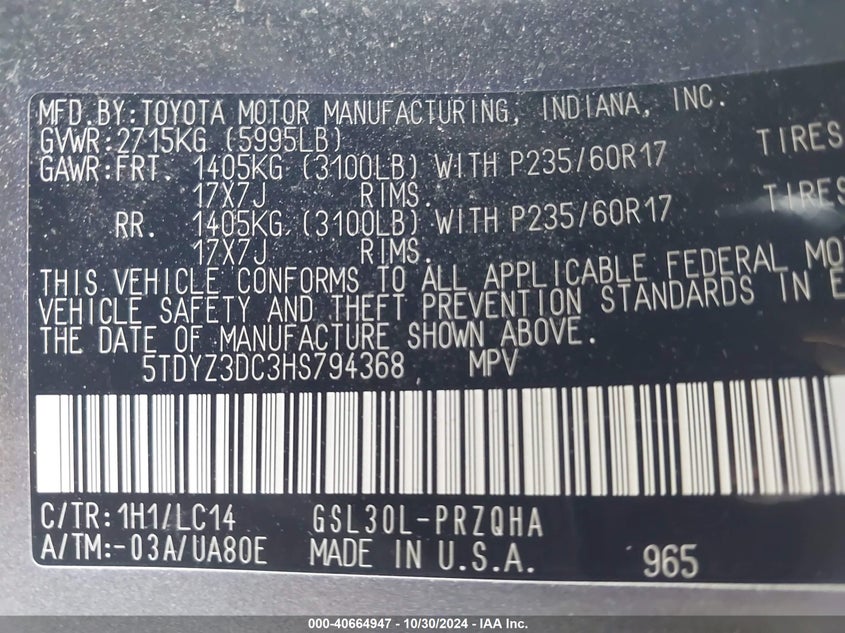 MFD.BY:TOYOTA MOTOR MANUFACTURING, INDIANA, INC.
GVWR:2715KG (5995LB)
GAWR:FRT. 1405KG (3100LB) WITH P235/60R17 TIRES
17X7J RIMS.
RR. 1405KG (3100LB) WITH P235/60R17 TIRES
17X7J RIMS.
THIS VEHICLE CONFORMS TO ALL APPLICABLE FEDERAL MO
VEHICLE SAFETY AND THEFT PREVENTION STANDARDS IN E
THE DATE OF MANUFACTURE SHOWN ABOVE.
5TDYZ3DC3HS794368 MPV
C/TR:1H1/LC14 GSL30L-PRZQHA
A/TM:-03A/UA80E MADE IN U.S.A. 965
000-40664947 - 10/30/2024 - IAA Inc.